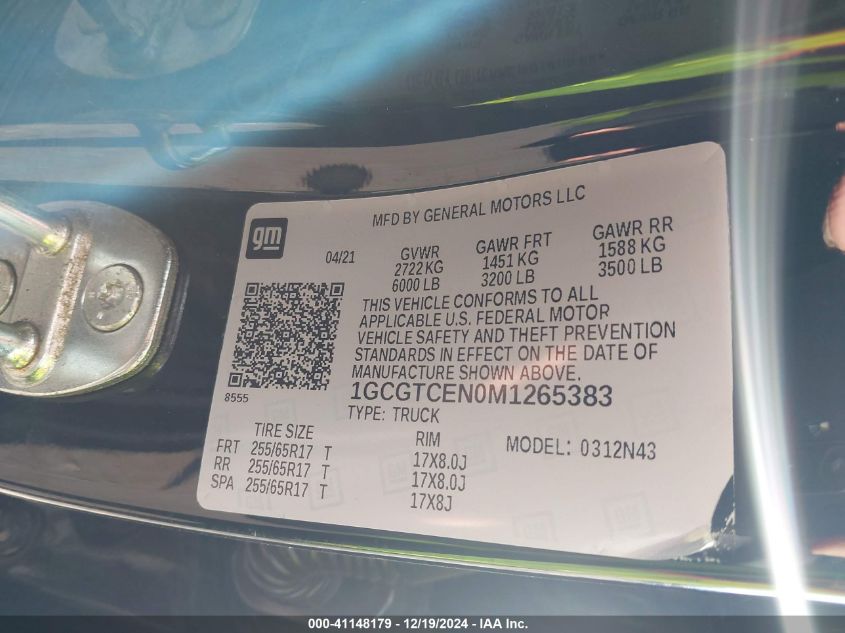 gm
MFD BY GENERAL MOTORS LLC
04/21 GVWR GAWR FRT GAWR RR
2722 KG 1451 KG 1588 KG
6000 LB 3200 LB 3500 LB
THIS VEHICLE CONFORMS TO ALL
APPLICABLE U.S. FEDERAL MOTOR
VEHICLE SAFETY AND THEFT PREVENTION
STANDARDS IN EFFECT ON THE DATE OF
MANUFACTURE SHOWN ABOVE.
8555
1GCGTCEN0M1265383
TYPE: TRUCK
TIRE SIZE RIM MODEL: 0312N43
FRT 255/65R17 T 17X8.0J
RR 255/65R17 T 17X8.0J
SPA 255/65R17 T 17X8J
000-41148179 - 12/19/2024 - IAA Inc.